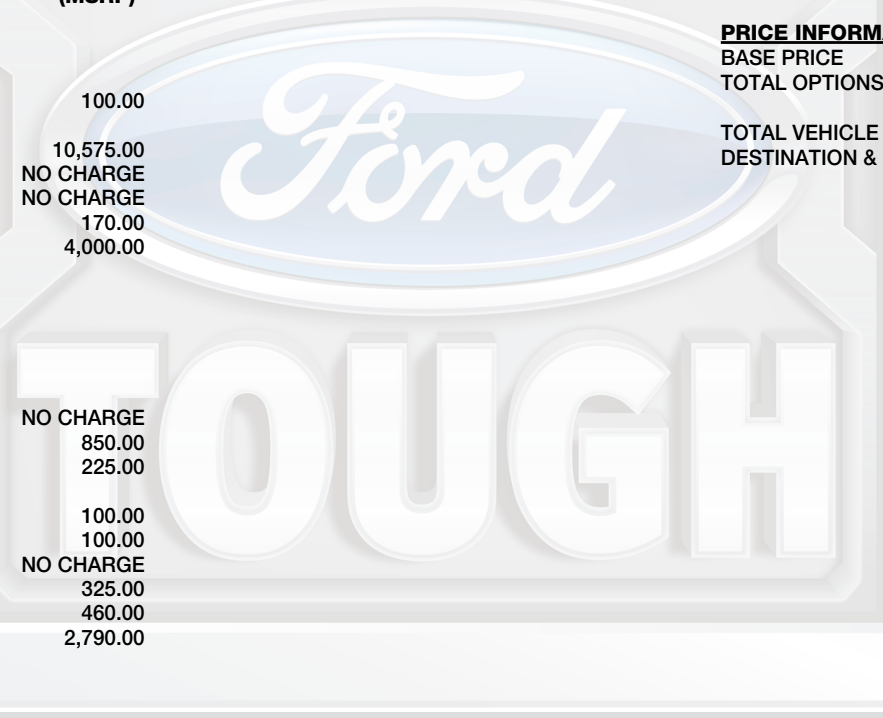 (MSRP)
100.00
10,575.00
NO CHARGE
NO CHARGE
170.00
4,000.00
NO CHARGE
850.00
225.00
100.00
100.00
NO CHARGE
325.00
460.00
2,790.00
PRICE INFORMA
BASE PRICE
TOTAL OPTIONS
TOTAL VEHICLE
DESTINATION &
Ford
TOUGH